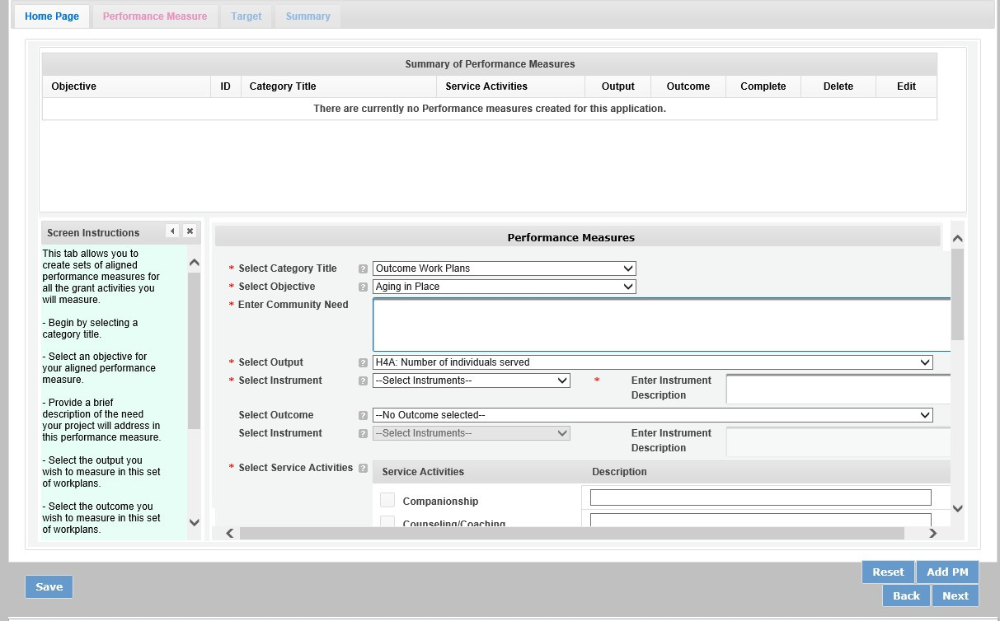 Home Page Performance Measure Target Summary
Summary of Performance Measures
Objective ID Category Title Service Activities Output Outcome Complete Delete Edit
There are currently no Performance measures created for this application.
Screen Instructions
This tab allows you to
create sets of aligned
performance measures for
all the grant activities you
will measure.
- Begin by selecting a
category title.
- Select an objective for
your aligned performance
measure.
- Provide a brief
description of the need
your project will address in
this performance measure.
- Select the output you
wish to measure in this set
of workplans.
- Select the outcome you
wish to measure in this set
of workplans.
Performance Measures
* Select Category Title ? Outcome Work Plans
* Select Objective ? Aging in Place
* Enter Community Need
* Select Output ? H4A: Number of individuals served
* Select Instrument ? --Select Instruments-- * Enter Instrument
Description
Select Outcome ? --No Outcome selected--
Select Instrument ? --Select Instruments-- Enter Instrument
Description
* Select Service Activities ? Service Activities Description
Companionship
Counseling/Coaching
Save Reset Add PM
Back Next